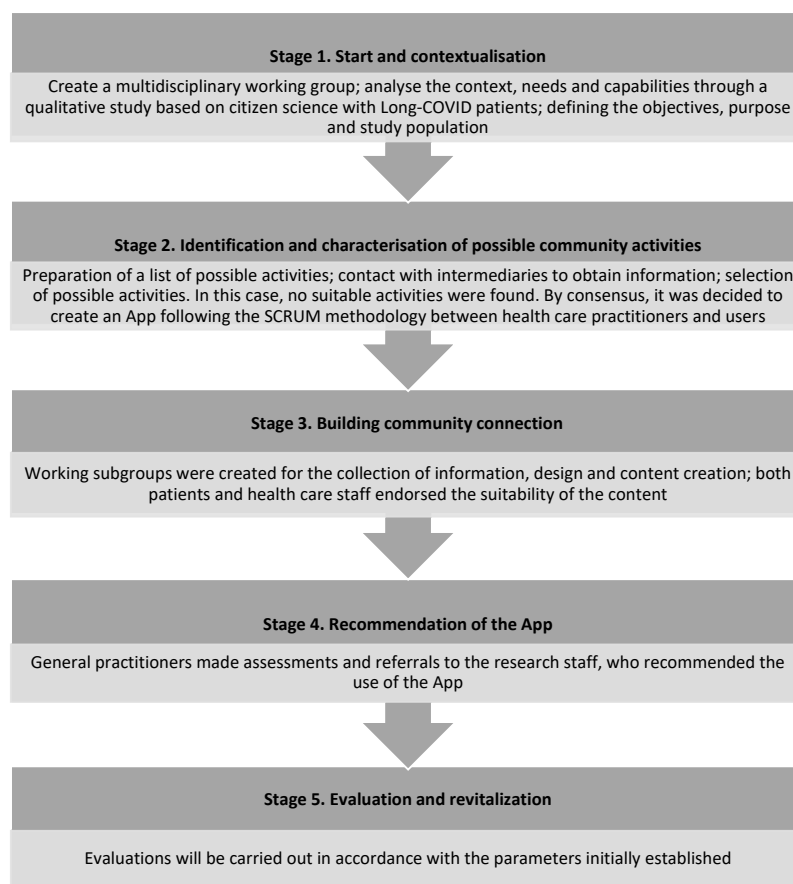 Stage 1. Start and contextualisation
Create a multidisciplinary working group; analyse the context, needs and capabilities through a
qualitative study based on citizen science with Long-COVID patients; defining the objectives, purpose
and study population
Stage 2. Identification and characterisation of possible community activities
Preparation of a list of possible activities; contact with intermediaries to obtain information; selection
of possible activities. In this case, no suitable activities were found. By consensus, it was decided to
create an App following the SCRUM methodology between health care practitioners and users
Stage 3. Building community connection
Working subgroups were created for the collection of information, design and content creation; both
patients and health care staff endorsed the suitability of the content
Stage 4. Recommendation of the App
General practitioners made assessments and referrals to the research staff, who recommended the
use of the App
Stage 5. Evaluation and revitalization
Evaluations will be carried out in accordance with the parameters initially established